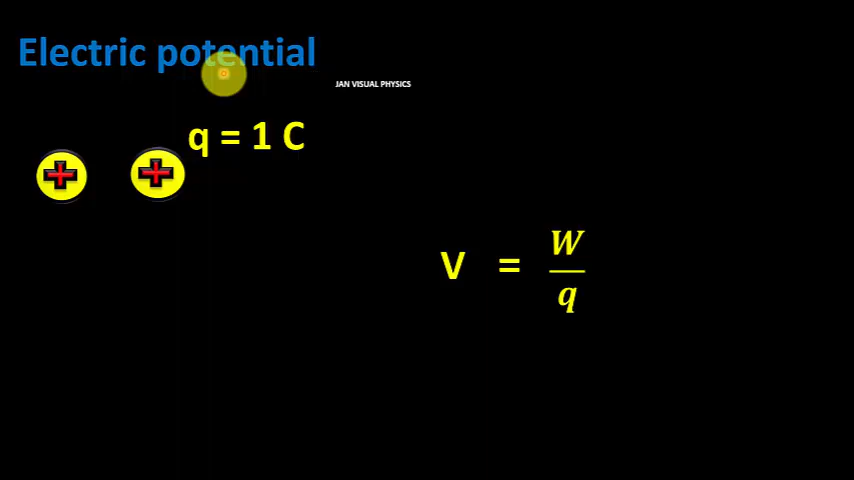 Electric potential
JAN VISUAL PHYSICS
q = 1 C
V = W/q